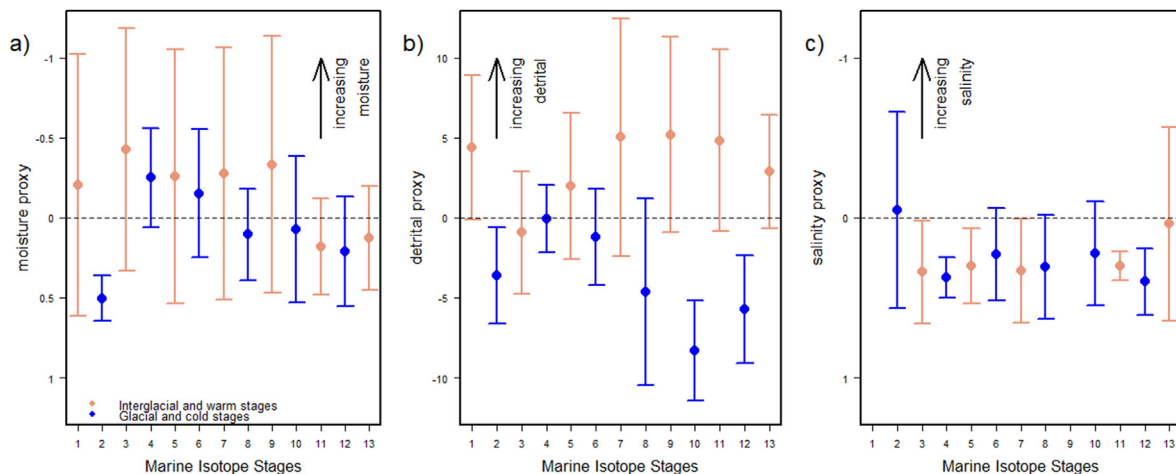 a)
moisture proxy
-1
-0.5
0
0.5
1
increasing
moisture
Interglacial and warm stages
Glacial and cold stages
1 2 3 4 5 6 7 8 9 10 11 12 13
Marine Isotope Stages
b)
detrital proxy
10
5
0
-5
-10
increasing
detrital
1 2 3 4 5 6 7 8 9 10 11 12 13
Marine Isotope Stages
c)
salinity proxy
-1
0
1
increasing
salinity
1 2 3 4 5 6 7 8 9 10 11 12 13
Marine Isotope Stages